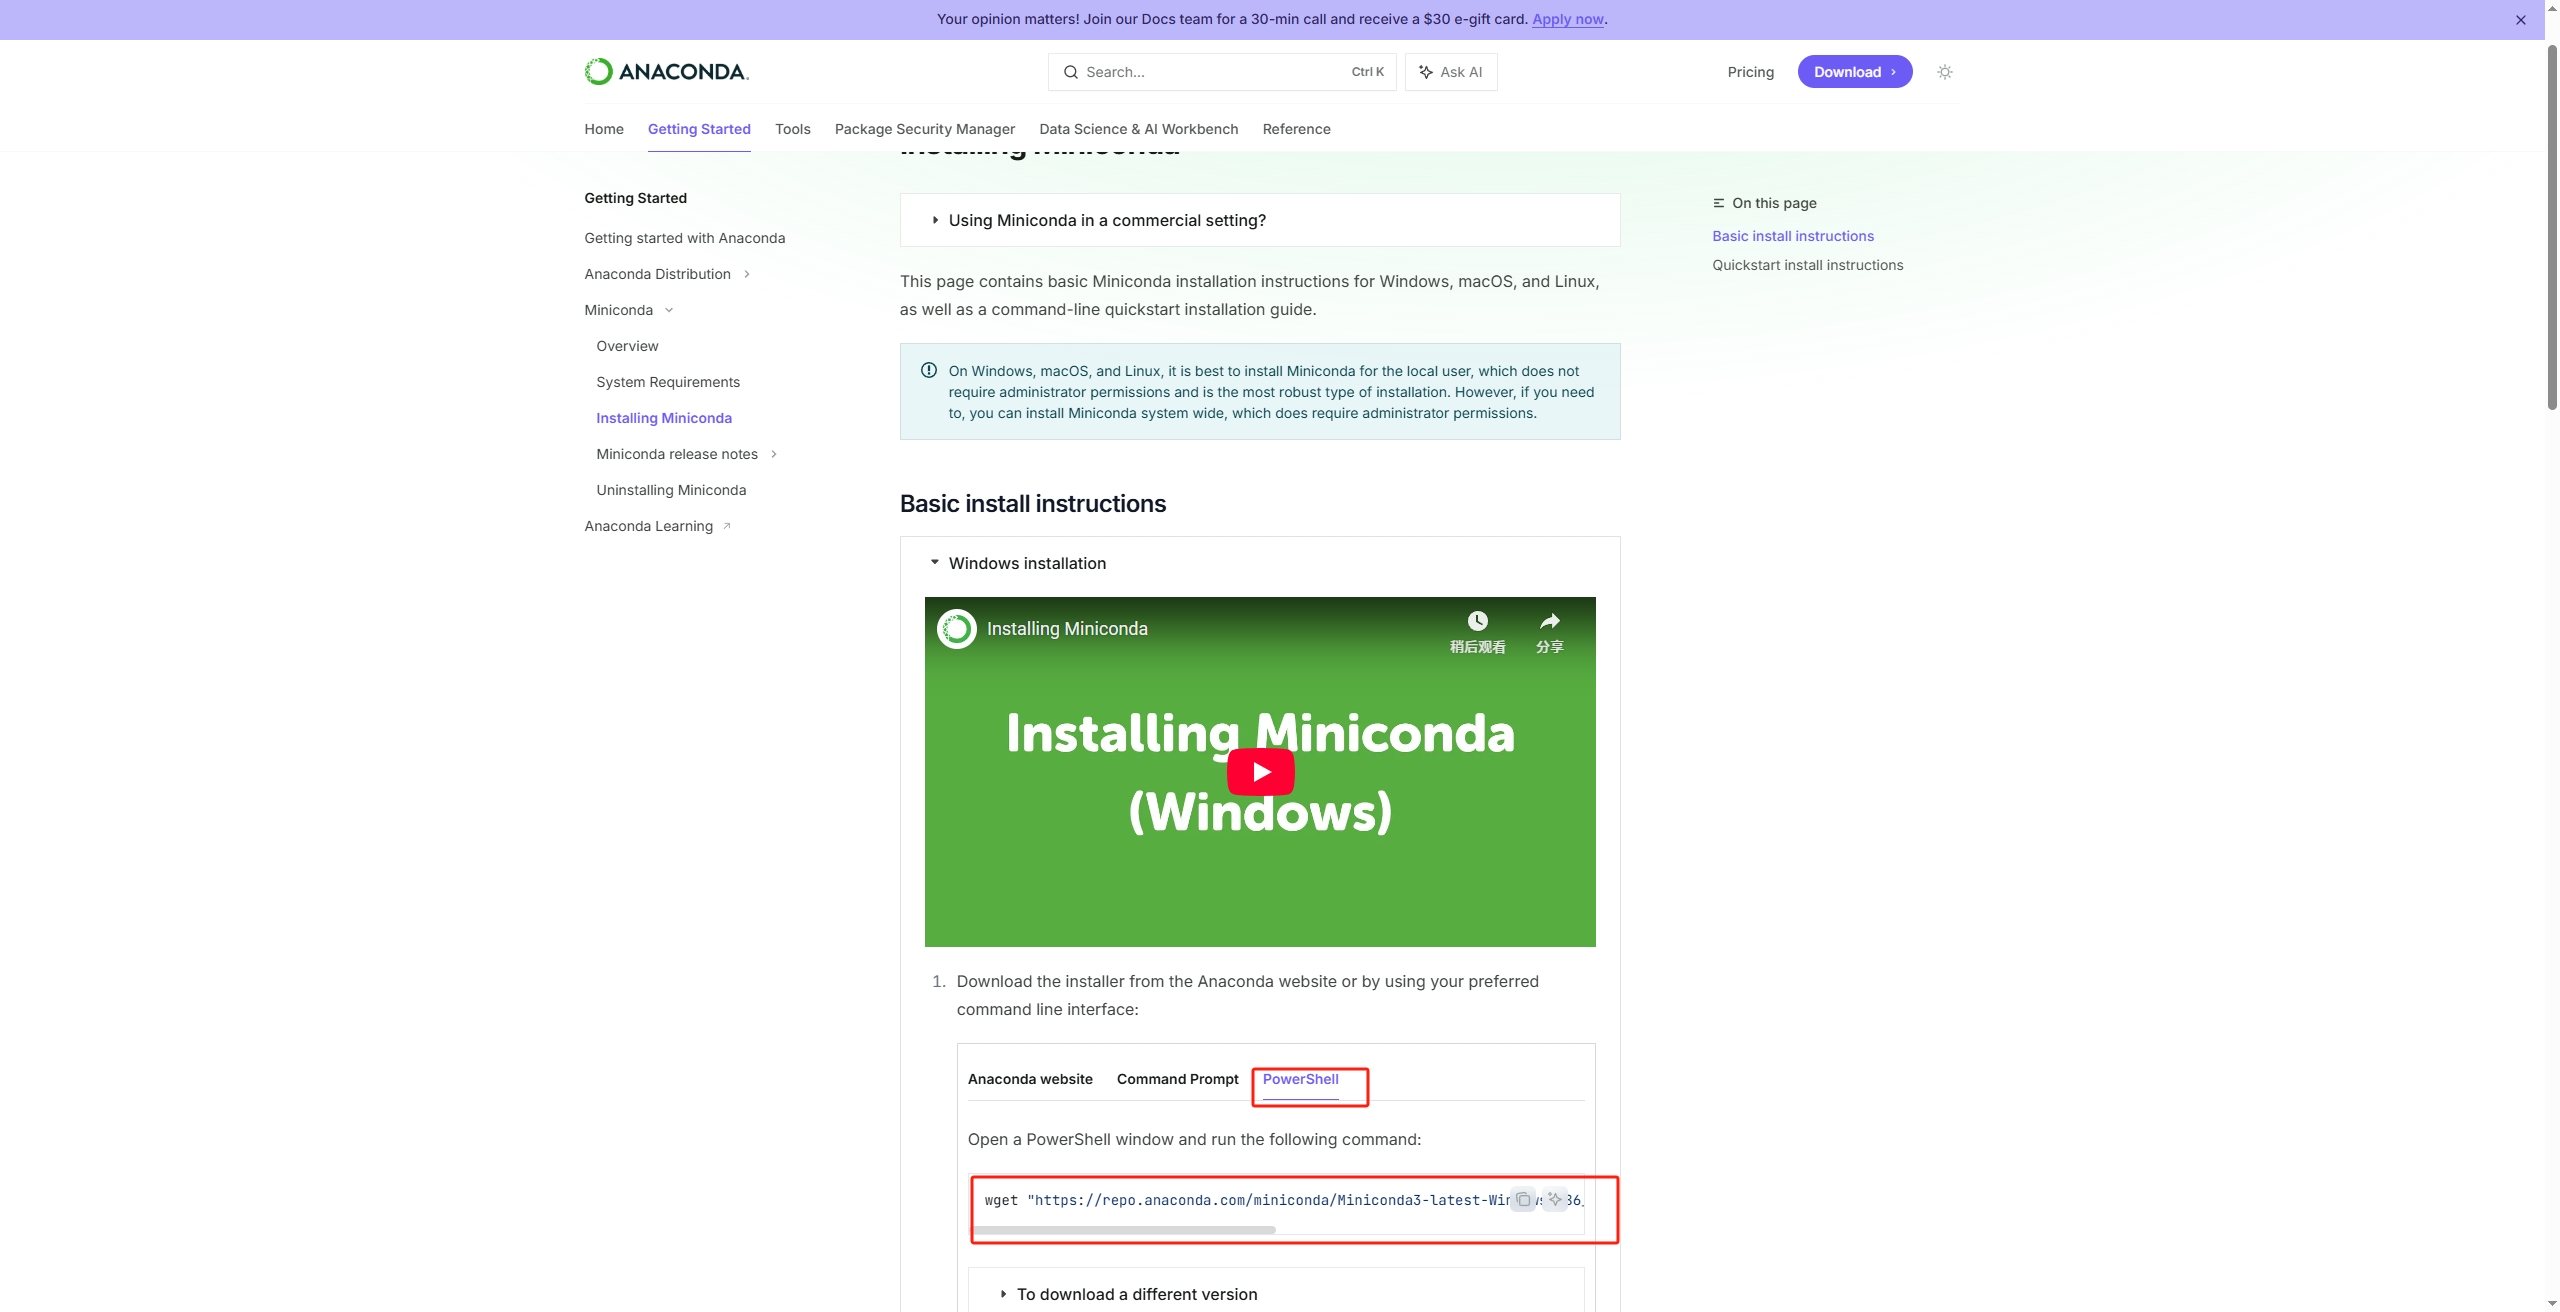 Your opinion matters! Join our Docs team for a 30-min call and receive a $30 e-gift card. Apply now.
ANACONDA.
Search...
Ctrl K
Ask AI
Pricing
Download
Home
Getting Started
Tools
Package Security Manager
Data Science & AI Workbench
Reference
Installing Miniconda
Getting Started
Getting started with Anaconda
Anaconda Distribution
Miniconda
Overview
System Requirements
Installing Miniconda
Miniconda release notes
Uninstalling Miniconda
Anaconda Learning
Using Miniconda in a commercial setting?
This page contains basic Miniconda installation instructions for Windows, macOS, and Linux,
as well as a command-line quickstart installation guide.
On Windows, macOS, and Linux, it is best to install Miniconda for the local user, which does not
require administrator permissions and is the most robust type of installation. However, if you need
to, you can install Miniconda system wide, which does require administrator permissions.
Basic install instructions
Windows installation
Installing Miniconda
稍后观看
分享
Installing Miniconda
(Windows)
1. Download the installer from the Anaconda website or by using your preferred
command line interface:
Anaconda website
Command Prompt
PowerShell
Open a PowerShell window and run the following command:
wget "https://repo.anaconda.com/miniconda/Miniconda3-latest-Win
To download a different version
On this page
Basic install instructions
Quickstart install instructions